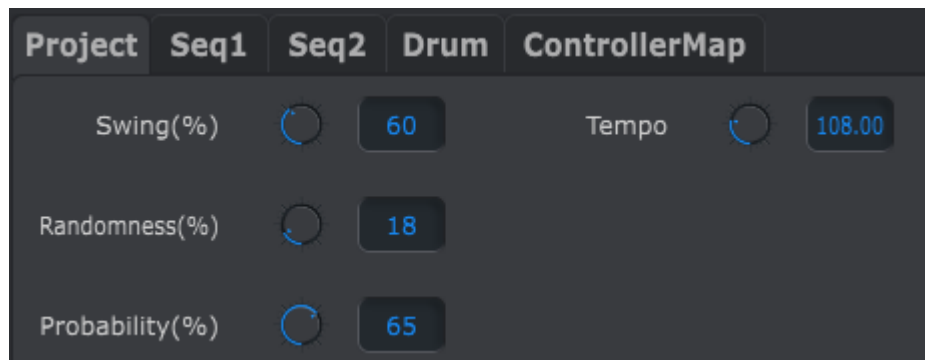 Project Seq1 Seq2 Drum ControllerMap
Swing(%) 60 Tempo 108.00
Randomness(%) 18
Probability(%) 65